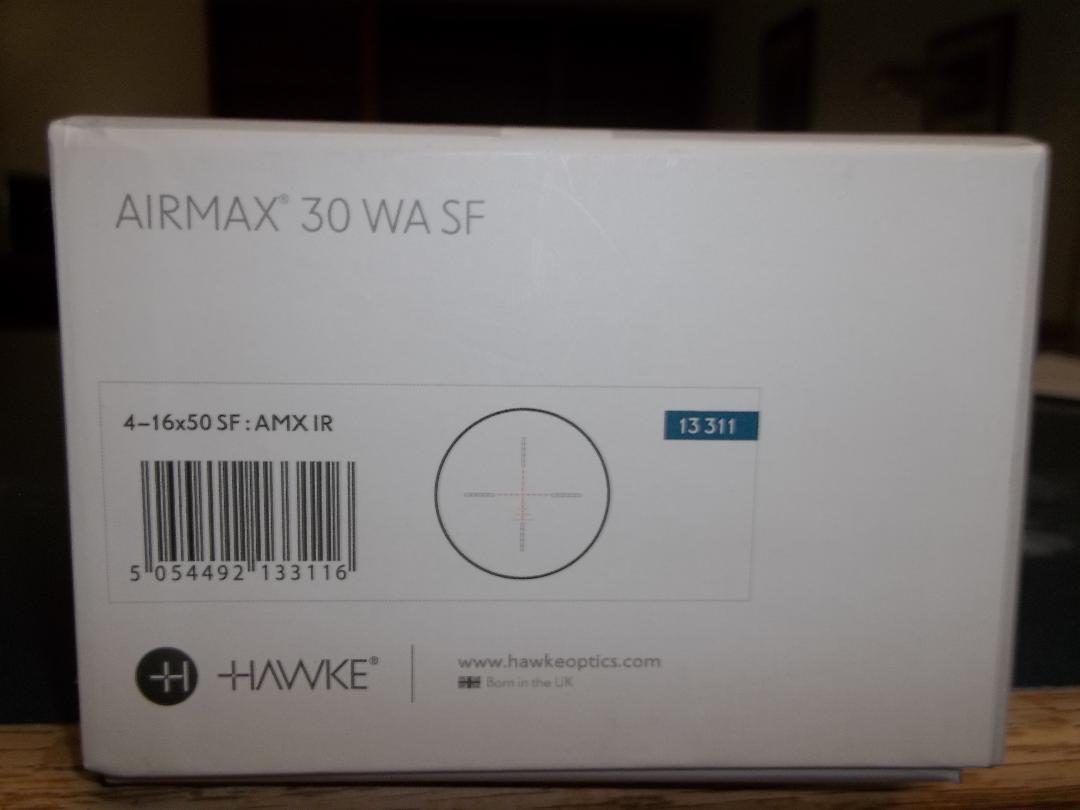 AIRMAX® 30 WA SF
4–16x50 SF : AMX IR
13 311
5 054492 133116
H HAWKE®
www.hawkeoptics.com
Born in the UK